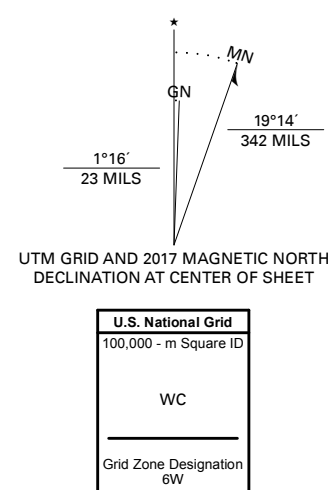 ★
MN
GN
19°14´
342 MILS
1°16´
23 MILS
UTM GRID AND 2017 MAGNETIC NORTH
DECLINATION AT CENTER OF SHEET
U.S. National Grid
100,000 - m Square ID
WC
Grid Zone Designation
6W